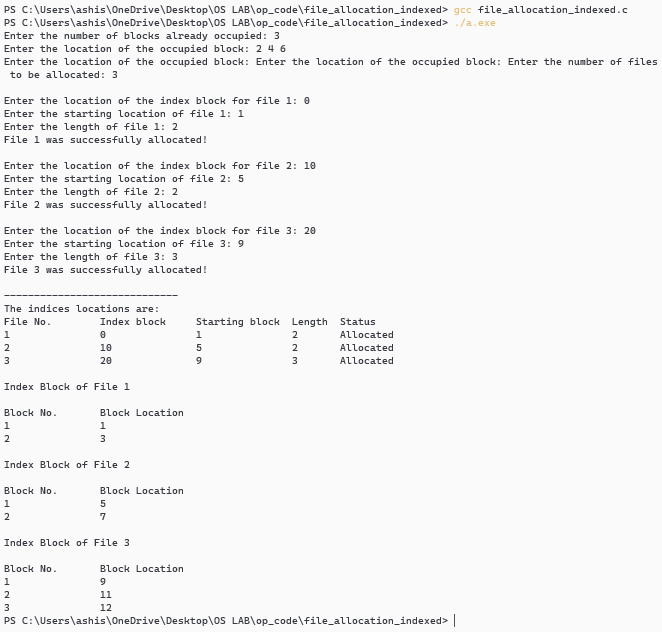 PS C:\Users\ashis\OneDrive\Desktop\OS LAB\op_code\file_allocation_indexed> gcc file_allocation_indexed.c
PS C:\Users\ashis\OneDrive\Desktop\OS LAB\op_code\file_allocation_indexed> ./a.exe
Enter the number of blocks already occupied: 3
Enter the location of the occupied block: 2 4 6
Enter the location of the occupied block: Enter the location of the occupied block: Enter the number of files
 to be allocated: 3

Enter the location of the index block for file 1: 0
Enter the starting location of file 1: 1
Enter the length of file 1: 2
File 1 was successfully allocated!

Enter the location of the index block for file 2: 10
Enter the starting location of file 2: 5
Enter the length of file 2: 2
File 2 was successfully allocated!

Enter the location of the index block for file 3: 20
Enter the starting location of file 3: 9
Enter the length of file 3: 3
File 3 was successfully allocated!

-----------------------------
The indices locations are:
File No.        Index block     Starting block  Length  Status
1               0               1               2       Allocated
2               10              5               2       Allocated
3               20              9               3       Allocated

Index Block of File 1

Block No.       Block Location
1               1
2               3

Index Block of File 2

Block No.       Block Location
1               5
2               7

Index Block of File 3

Block No.       Block Location
1               9
2               11
3               12
PS C:\Users\ashis\OneDrive\Desktop\OS LAB\op_code\file_allocation_indexed>